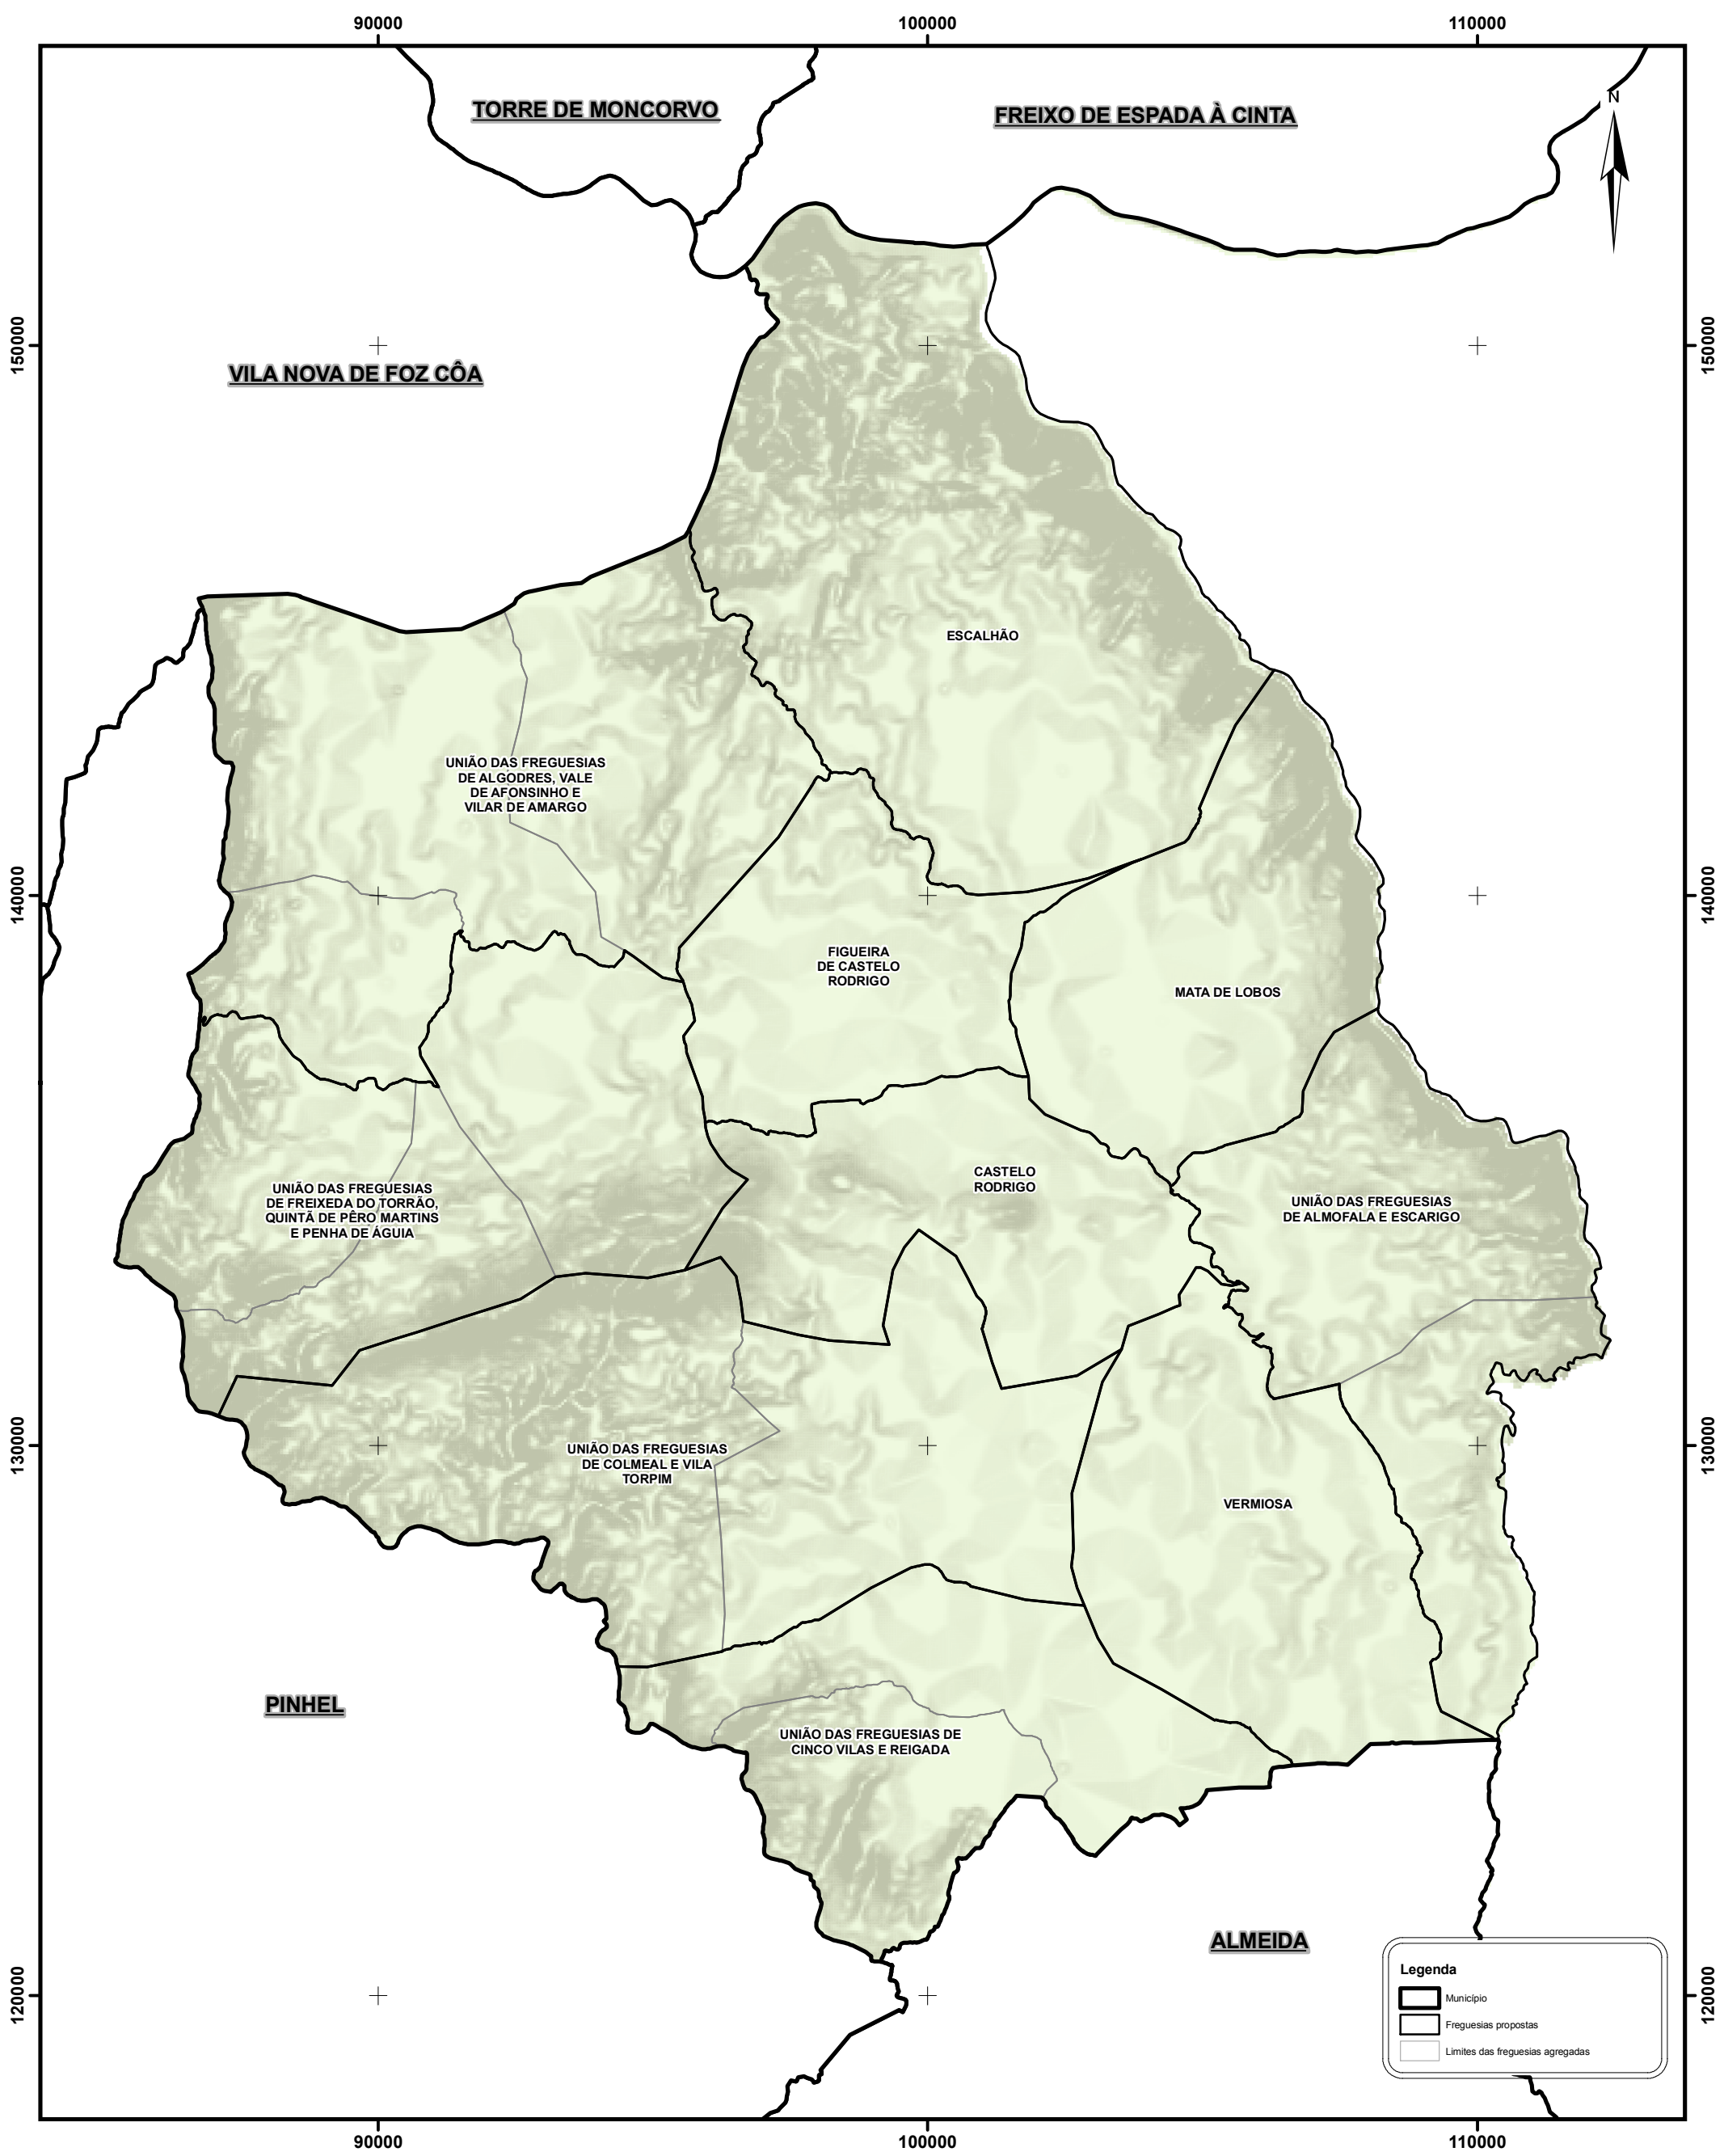 90000
100000
110000
TORRE DE MONCORVO
FREIXO DE ESPADA À CINTA
N
150000
150000
VILA NOVA DE FOZ CÔA
ESCALHÃO
UNIÃO DAS FREGUESIAS
DE ALGODRES, VALE
DE AFONSINHO E
VILAR DE AMARGO
140000
140000
FIGUEIRA
DE CASTELO
RODRIGO
MATA DE LOBOS
CASTELO
RODRIGO
UNIÃO DAS FREGUESIAS
DE FREIXEDA DO TORRÃO,
QUINTÃ DE PÊRO MARTINS
E PENHA DE ÁGUIA
UNIÃO DAS FREGUESIAS
DE ALMOFALA E ESCARIGO
130000
130000
UNIÃO DAS FREGUESIAS
DE COLMEAL E VILA
TORPIM
VERMIOSA
PINHEL
UNIÃO DAS FREGUESIAS DE
CINCO VILAS E REIGADA
ALMEIDA
120000
120000
Legenda
Município
Freguesias propostas
Limites das freguesias agregadas
90000
100000
110000